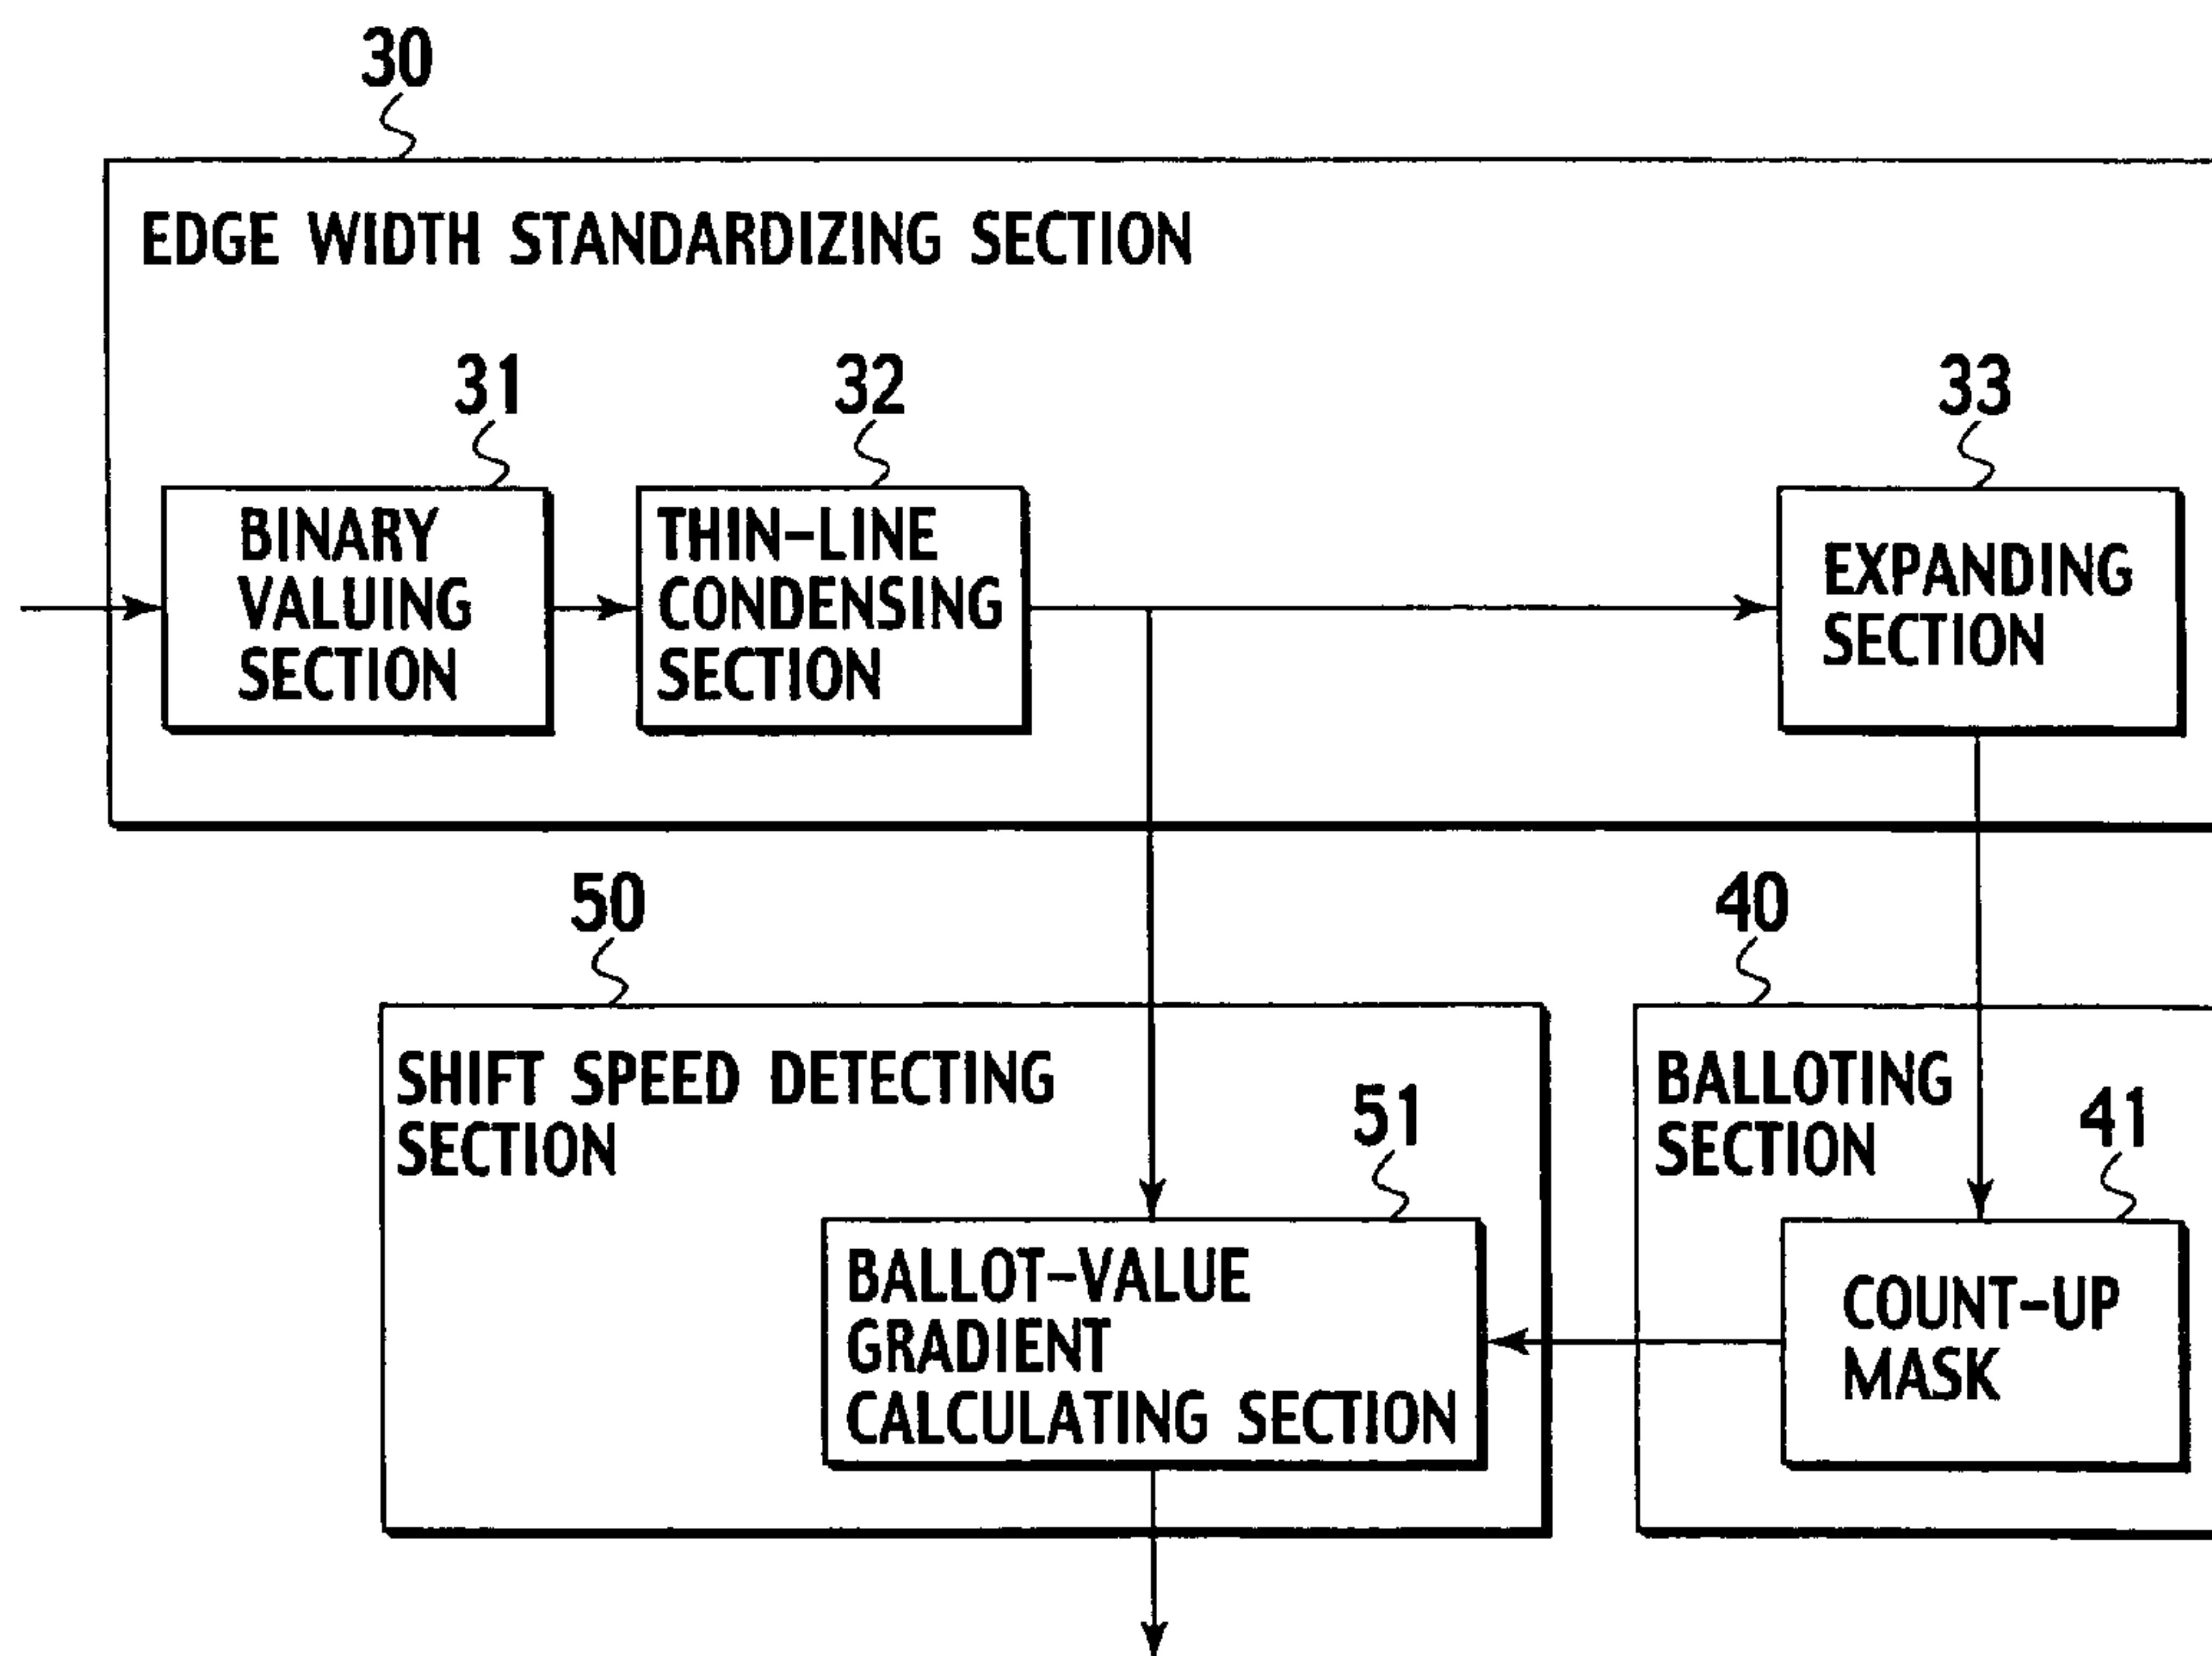 30
EDGE WIDTH STANDARDIZING SECTION
31
32
33
BINARY
VALUING
SECTION
THIN-LINE
CONDENSING
SECTION
EXPANDING
SECTION
50
40
SHIFT SPEED DETECTING
SECTION
51
BALLOTING
SECTION
41
BALLOT-VALUE
GRADIENT
CALCULATING SECTION
COUNT-UP
MASK